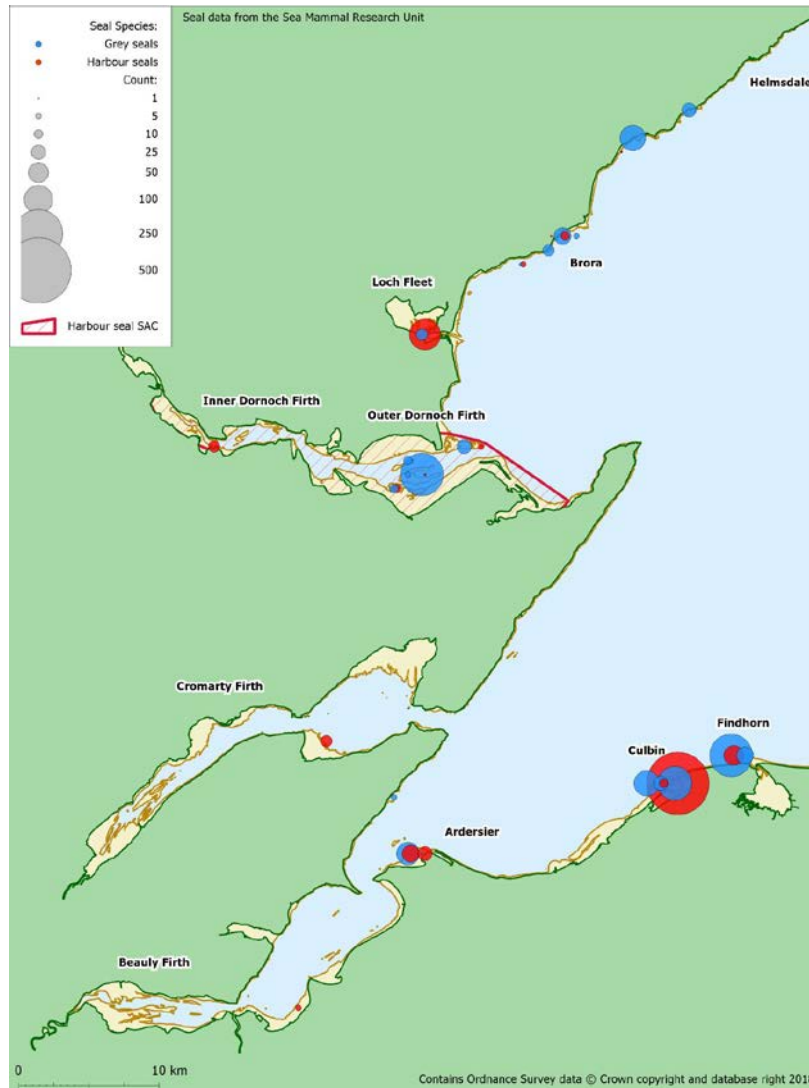 Seal data from the Sea Mammal Research Unit
Seal Species:
Grey seals
Harbour seals
Count:
1
5
10
25
50
100
250
500
Harbour seal SAC
Helmsdale
Brora
Loch Fleet
Inner Dornoch Firth
Outer Dornoch Firth
Cromarty Firth
Findhorn
Culbin
Ardersier
Beauly Firth
0 10 km
Contains Ordnance Survey data © Crown copyright and database right